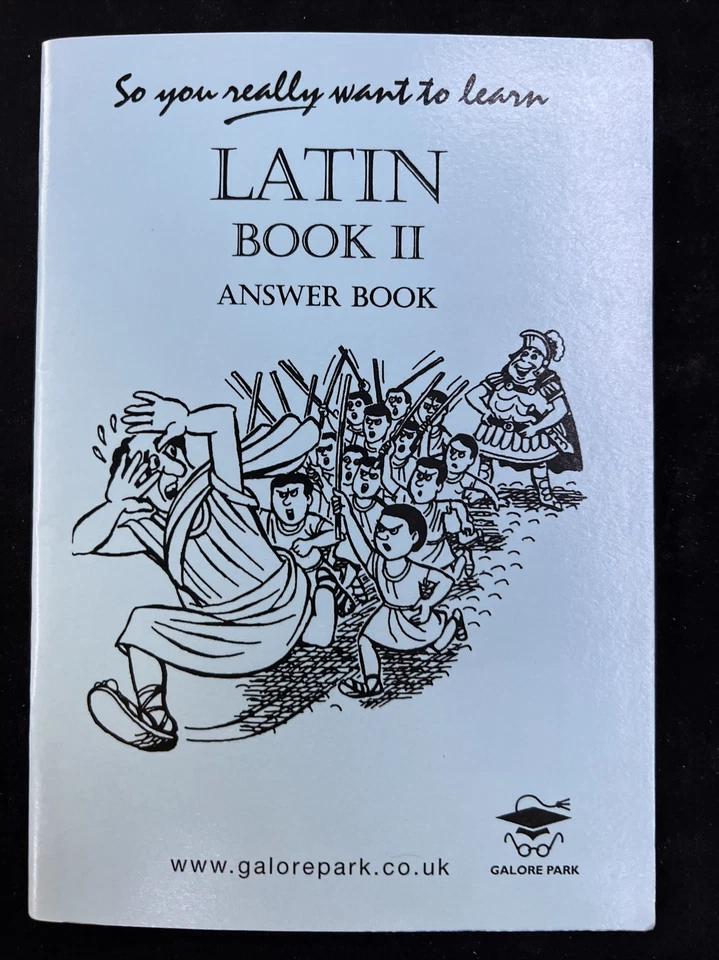 So you really want to learn
LATIN
BOOK II
ANSWER BOOK
www.galorepark.co.uk
GALORE PARK